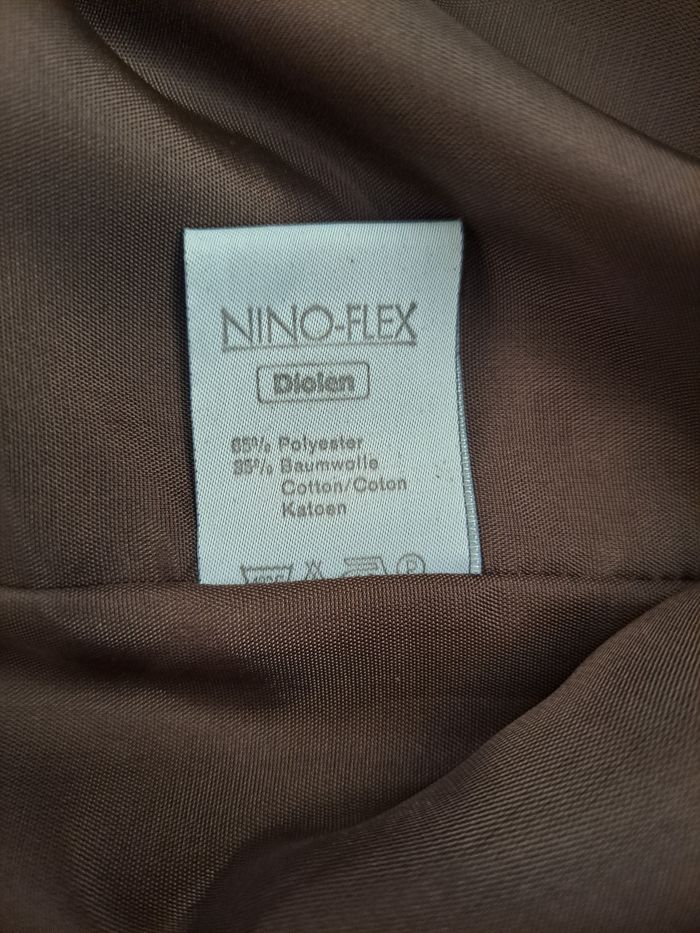 NINO-FLEX
Diolen
65% Polyester
35% Baumwolle
Cotton/Coton
Katoen
P